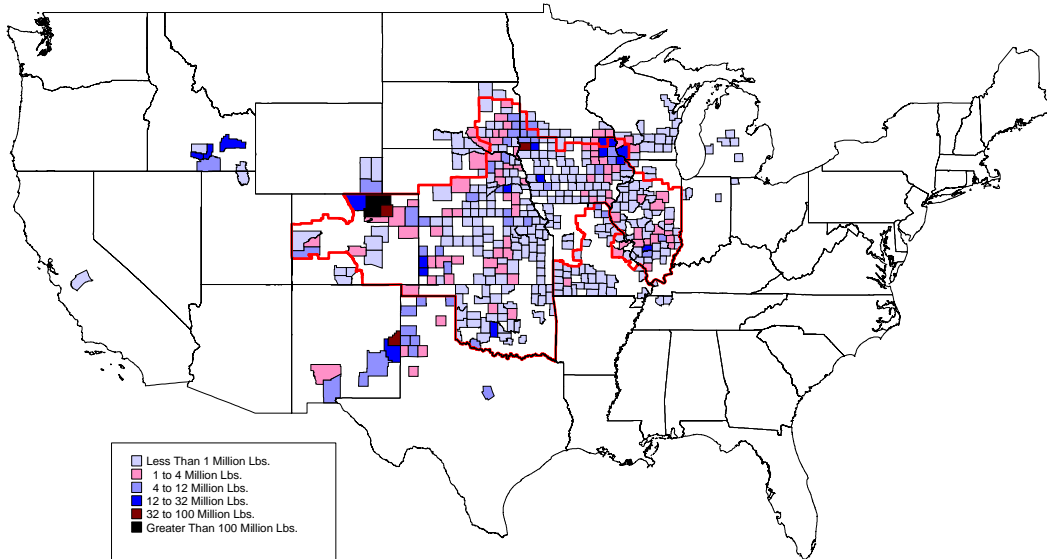 Less Than 1 Million Lbs.
1 to 4 Million Lbs.
4 to 12 Million Lbs.
12 to 32 Million Lbs.
32 to 100 Million Lbs.
Greater Than 100 Million Lbs.